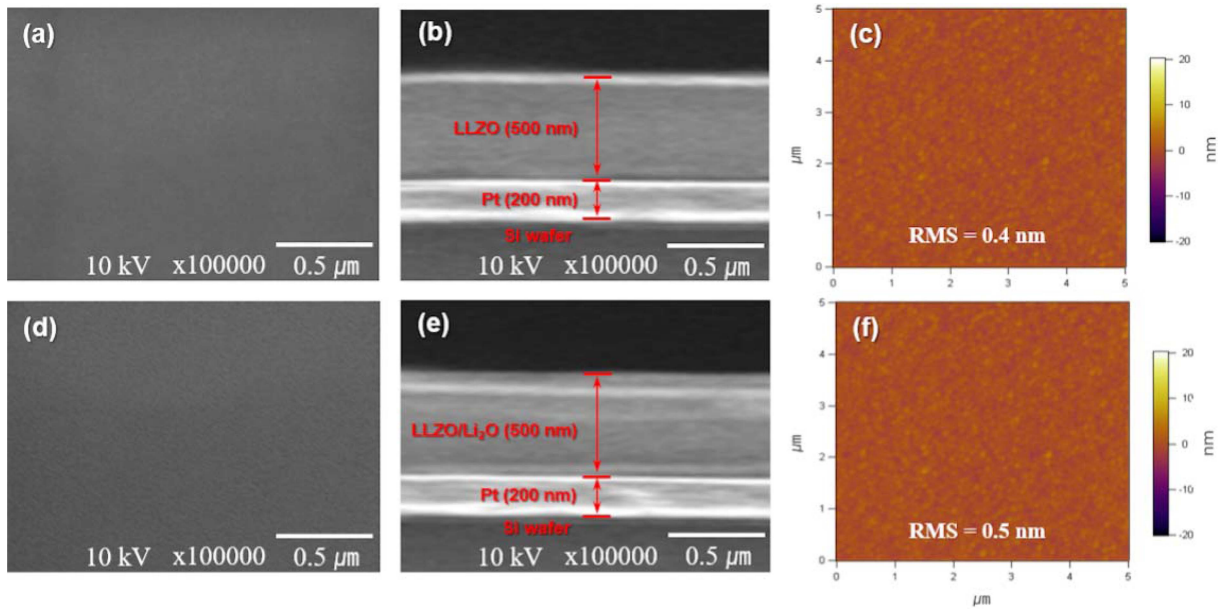 (a)
10 kV x100000 0.5 ㎛
(b)
LLZO (500 nm)
Pt (200 nm)
Si wafer
10 kV x100000 0.5 ㎛
(c)
5
4
3
2
1
0
㎛
0 1 2 3 4 5
RMS = 0.4 nm
20
10
0
-10
-20
nm
(d)
10 kV x100000 0.5 ㎛
(e)
LLZO/Li₂O (500 nm)
Pt (200 nm)
Si wafer
10 kV x100000 0.5 ㎛
(f)
5
4
3
2
1
0
㎛
0 1 2 3 4 5
㎛
RMS = 0.5 nm
20
10
0
-10
-20
nm